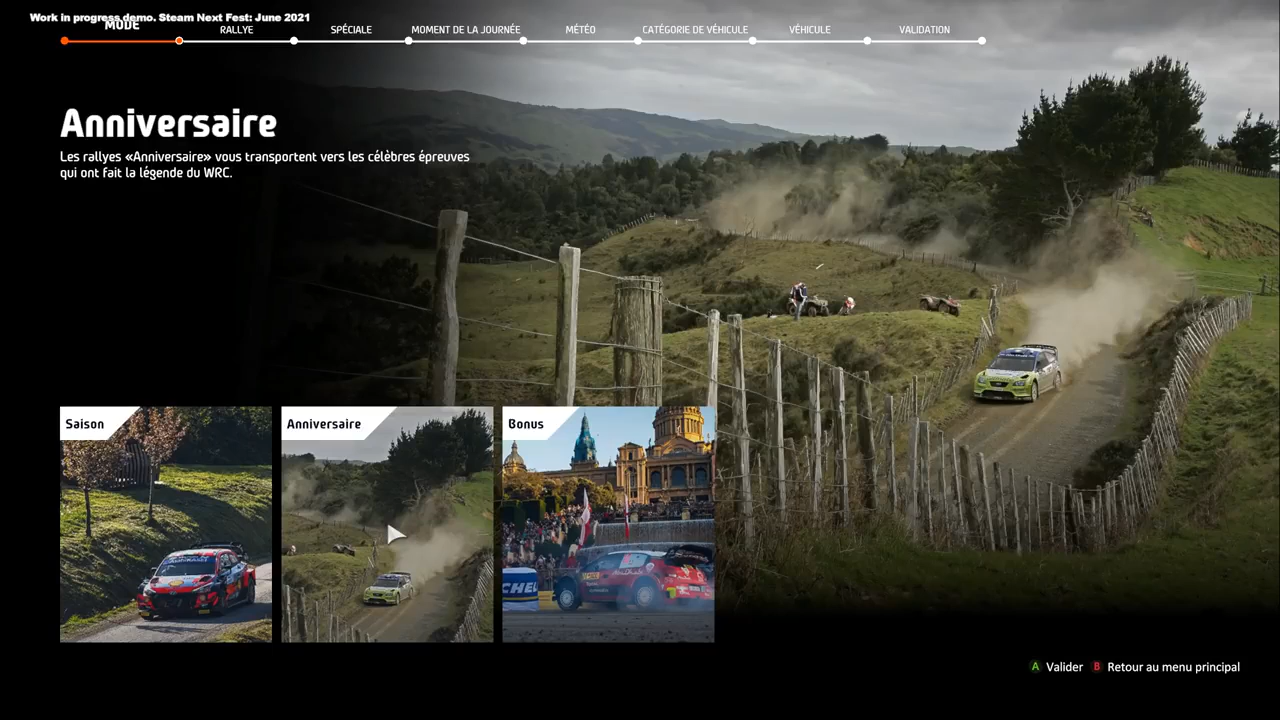 Work in progress demo. Steam Next Fest: June 2021
MODE
RALLYE
SPÉCIALE
MOMENT DE LA JOURNÉE
MÉTÉO
CATÉGORIE DE VÉHICULE
VÉHICULE
VALIDATION
Anniversaire
Les rallyes «Anniversaire» vous transportent vers les célèbres épreuves
qui ont fait la légende du WRC.
Saison
Anniversaire
Bonus
CHEL
A Valider B Retour au menu principal